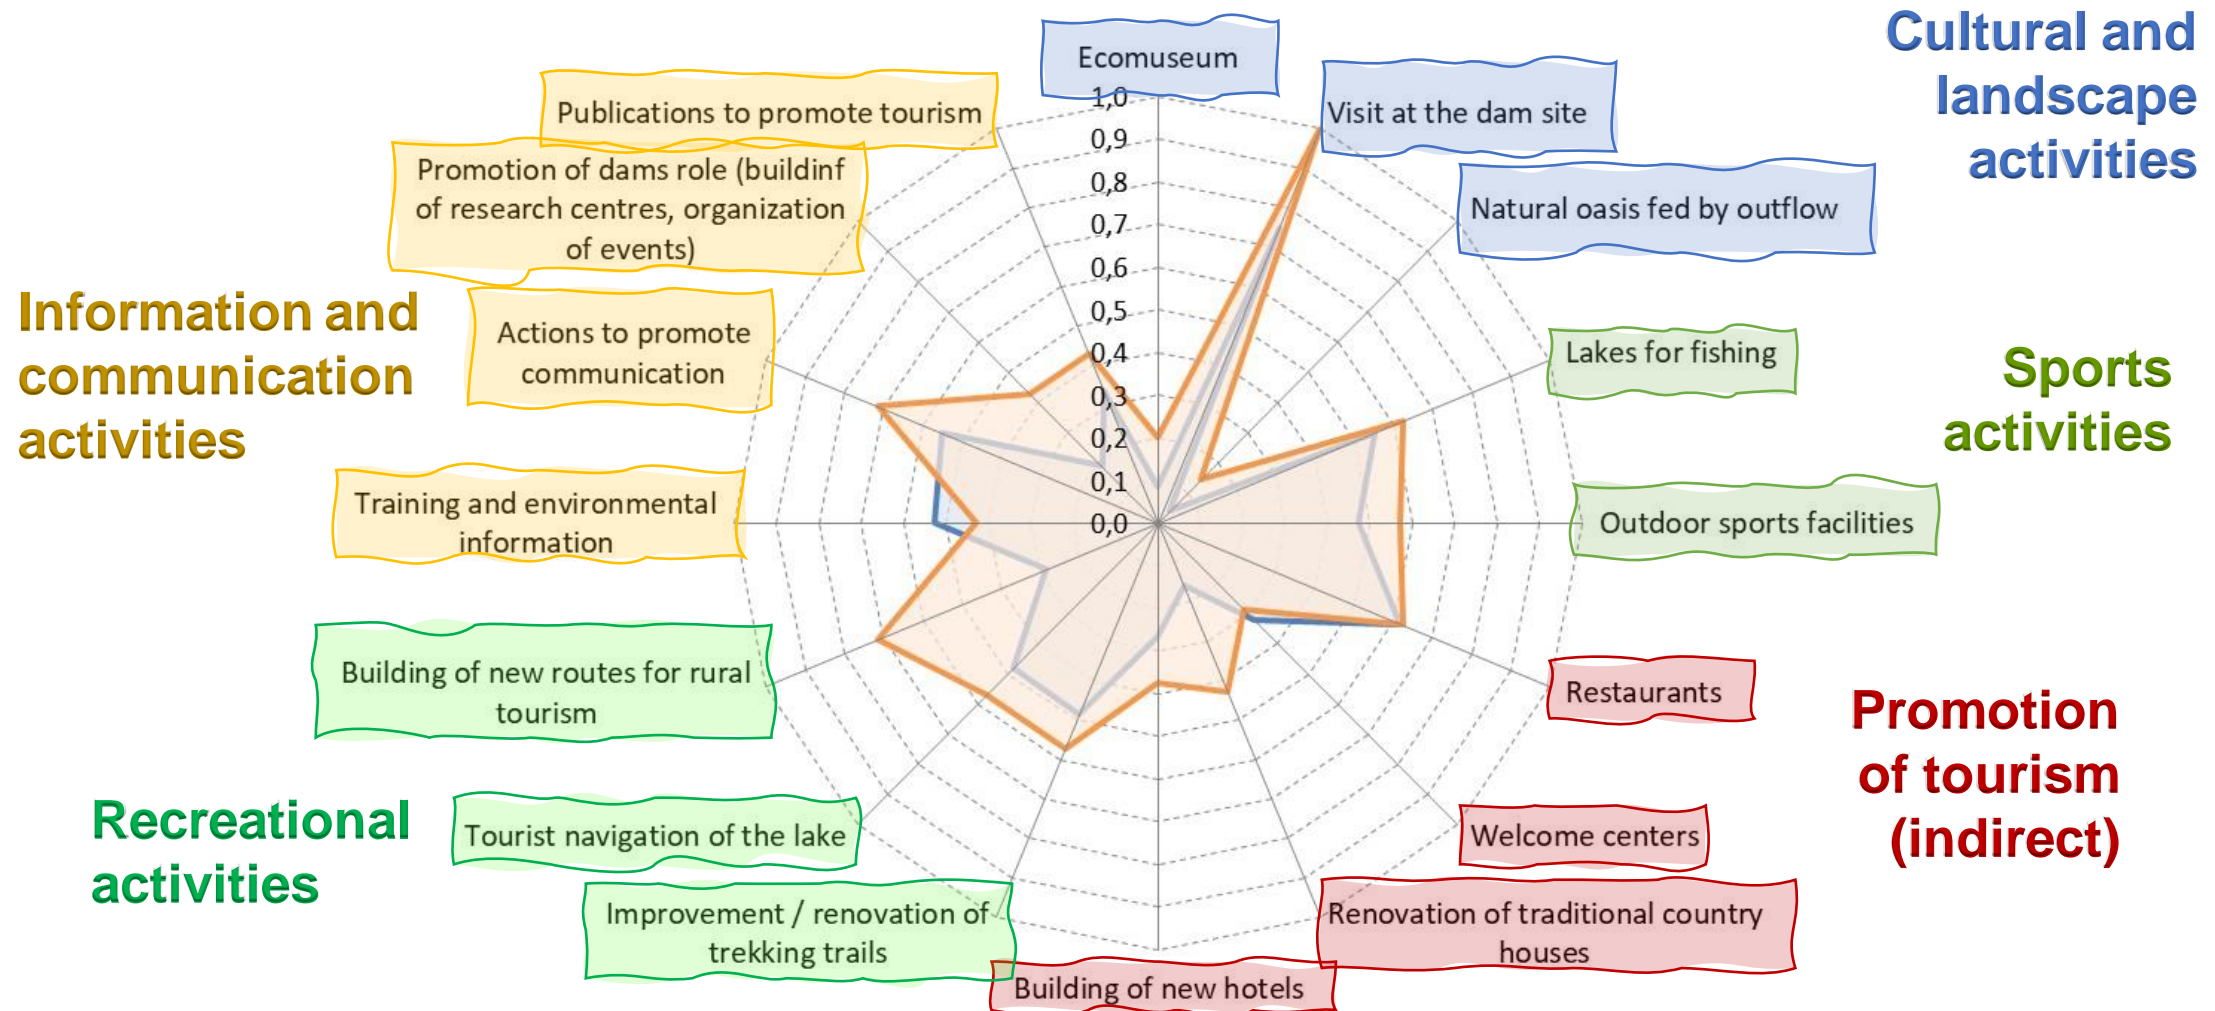 Cultural and
landscape
activities
Ecomuseum
Publications to promote tourism
Visit at the dam site
Promotion of dams role (buildinf
of research centres, organization
of events)
Natural oasis fed by outflow
Information and
communication
activities
Actions to promote
communication
Lakes for fishing
Sports
activities
Training and environmental
information
Outdoor sports facilities
1,0
0,9
0,8
0,7
0,6
0,5
0,4
0,3
0,2
0,1
0,0
Building of new routes for rural
tourism
Restaurants
Promotion
of tourism
(indirect)
Recreational
activities
Tourist navigation of the lake
Welcome centers
Improvement / renovation of
trekking trails
Renovation of traditional country
houses
Building of new hotels